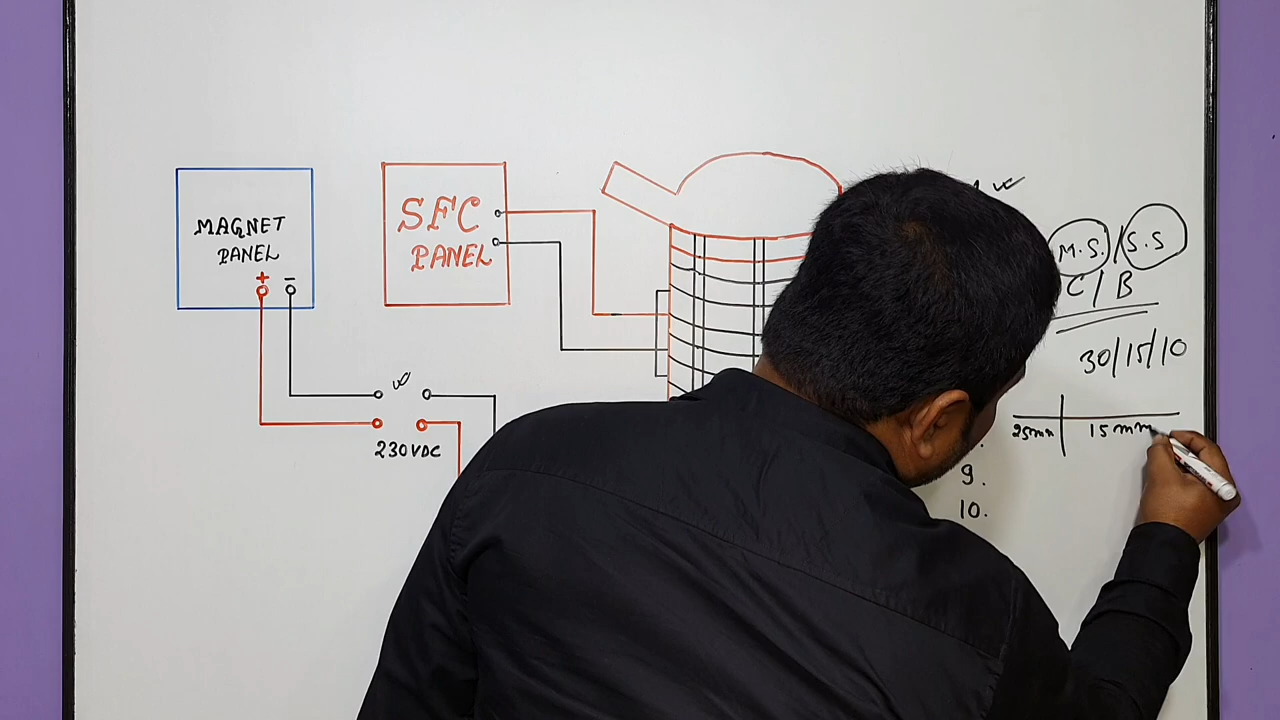 MAGNET
PANEL
+ −
230VDC
SFC
PANEL
M.S. / S.S
C / B
30/15/10
25mm 15mm
9.
10.